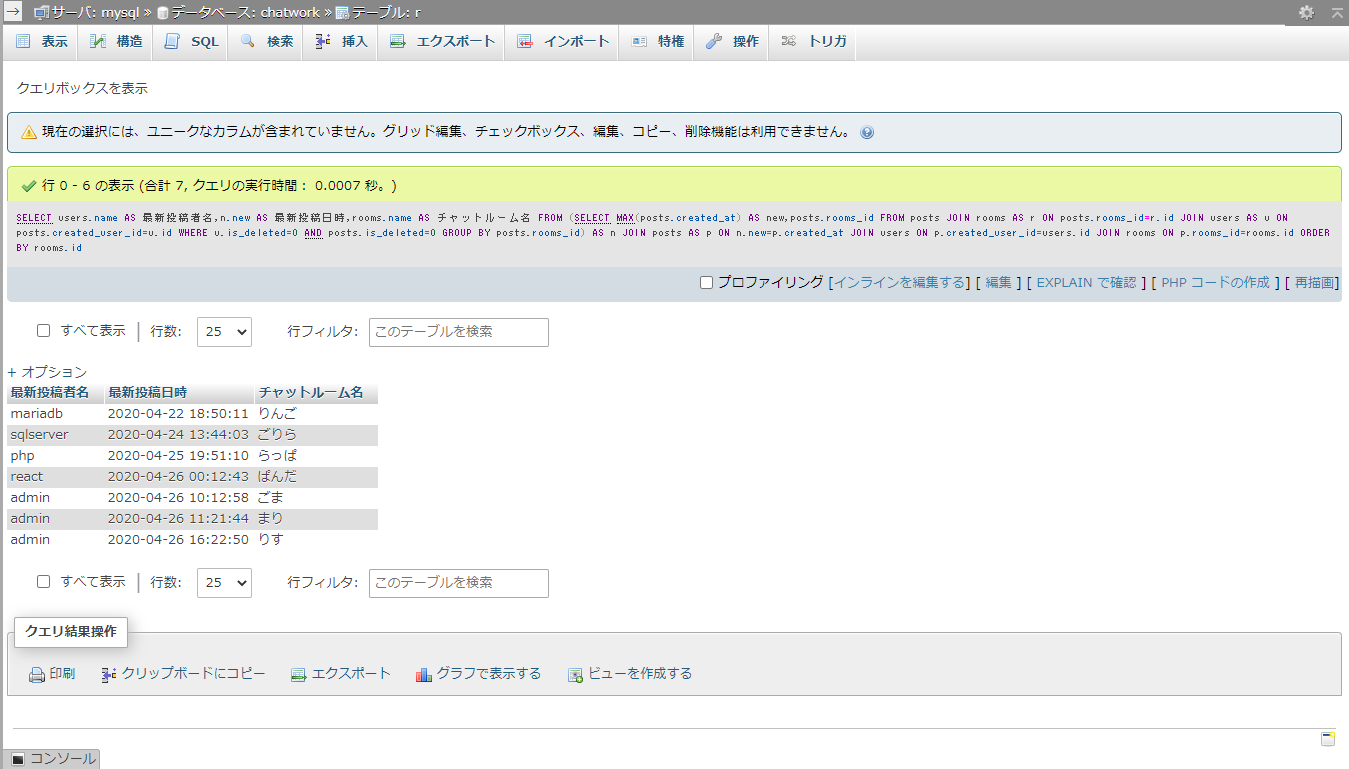 サーバ: mysql » データベース: chatwork » テーブル: r
表示 構造 SQL 検索 挿入 エクスポート インポート 特権 操作 トリガ
クエリボックスを表示
現在の選択には、ユニークなカラムが含まれていません。グリッド編集、チェックボックス、編集、コピー、削除機能は利用できません。
行 0 - 6 の表示 (合計 7, クエリの実行時間： 0.0007 秒。)
SELECT users.name AS 最新投稿者名,n.new AS 最新投稿日時,rooms.name AS チャットルーム名 FROM (SELECT MAX(posts.created_at) AS new,posts.rooms_id FROM posts JOIN rooms AS r ON posts.rooms_id=r.id JOIN users AS u ON
posts.created_user_id=u.id WHERE u.is_deleted=0 AND posts.is_deleted=0 GROUP BY posts.rooms_id) AS n JOIN posts AS p ON n.new=p.created_at JOIN users ON p.created_user_id=users.id JOIN rooms ON p.rooms_id=rooms.id ORDER
BY rooms.id
プロファイリング [インラインを編集する] [ 編集 ] [ EXPLAIN で確認 ] [ PHP コードの作成 ] [ 再描画]
すべて表示 | 行数: 25 行フィルタ: このテーブルを検索
+ オプション
最新投稿者名 最新投稿日時 チャットルーム名
mariadb 2020-04-22 18:50:11 りんご
sqlserver 2020-04-24 13:44:03 ごりら
php 2020-04-25 19:51:10 らっぱ
react 2020-04-26 00:12:43 ぱんだ
admin 2020-04-26 10:12:58 ごま
admin 2020-04-26 11:21:44 まり
admin 2020-04-26 16:22:50 りす
すべて表示 | 行数: 25 行フィルタ: このテーブルを検索
クエリ結果操作
印刷 クリップボードにコピー エクスポート グラフで表示する ビューを作成する
コンソール